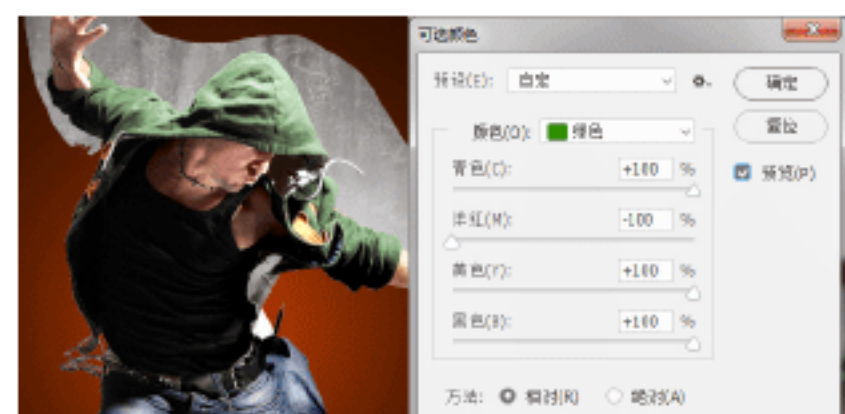 可选颜色
预设(E): 自定
确定
颜色(O): 绿色
复位
青色(C): +100 %
预览(P)
洋红(M): -100 %
黄色(Y): +100 %
黑色(B): +100 %
方法: 相对(R) 绝对(A)